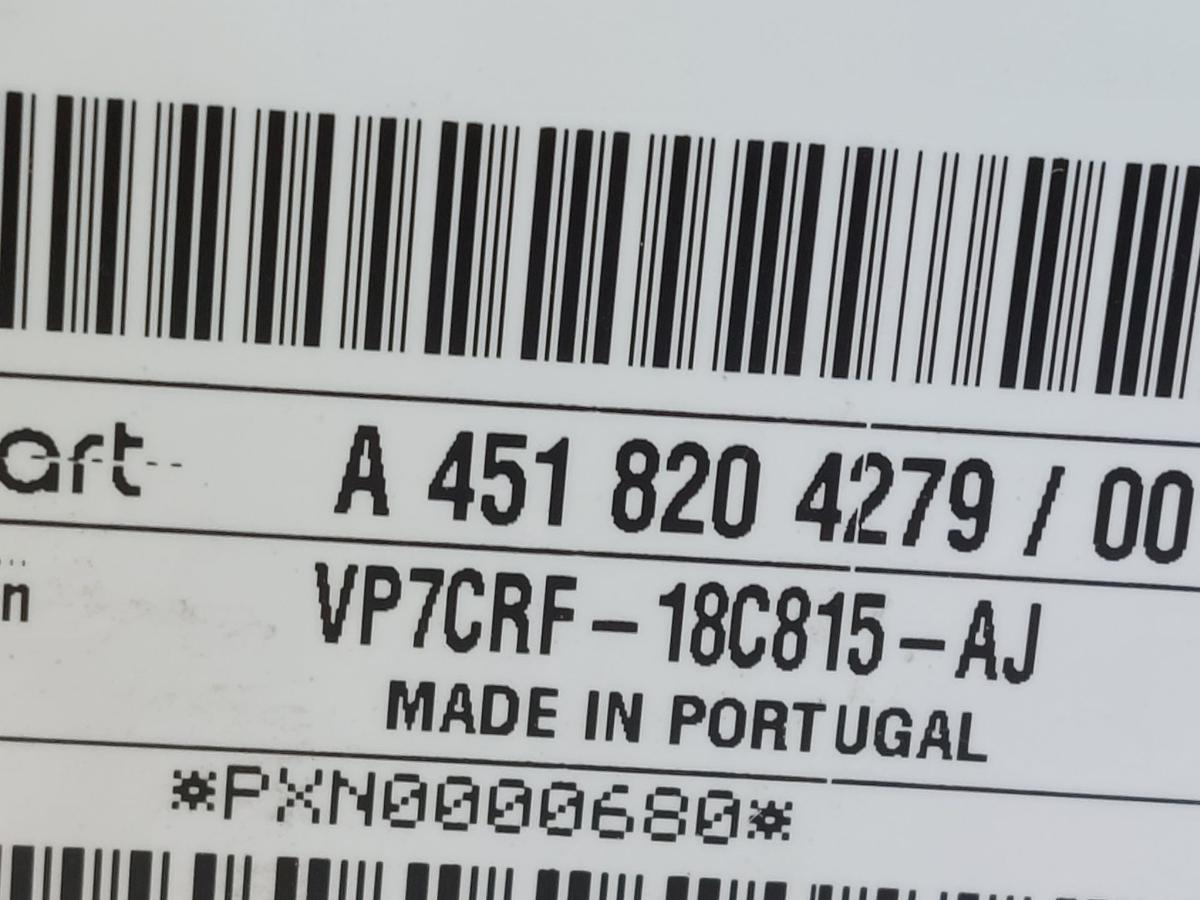 art A 451 820 4279 / 00
n VP7CRF-18C815-AJ
MADE IN PORTUGAL
*PXN0000680*